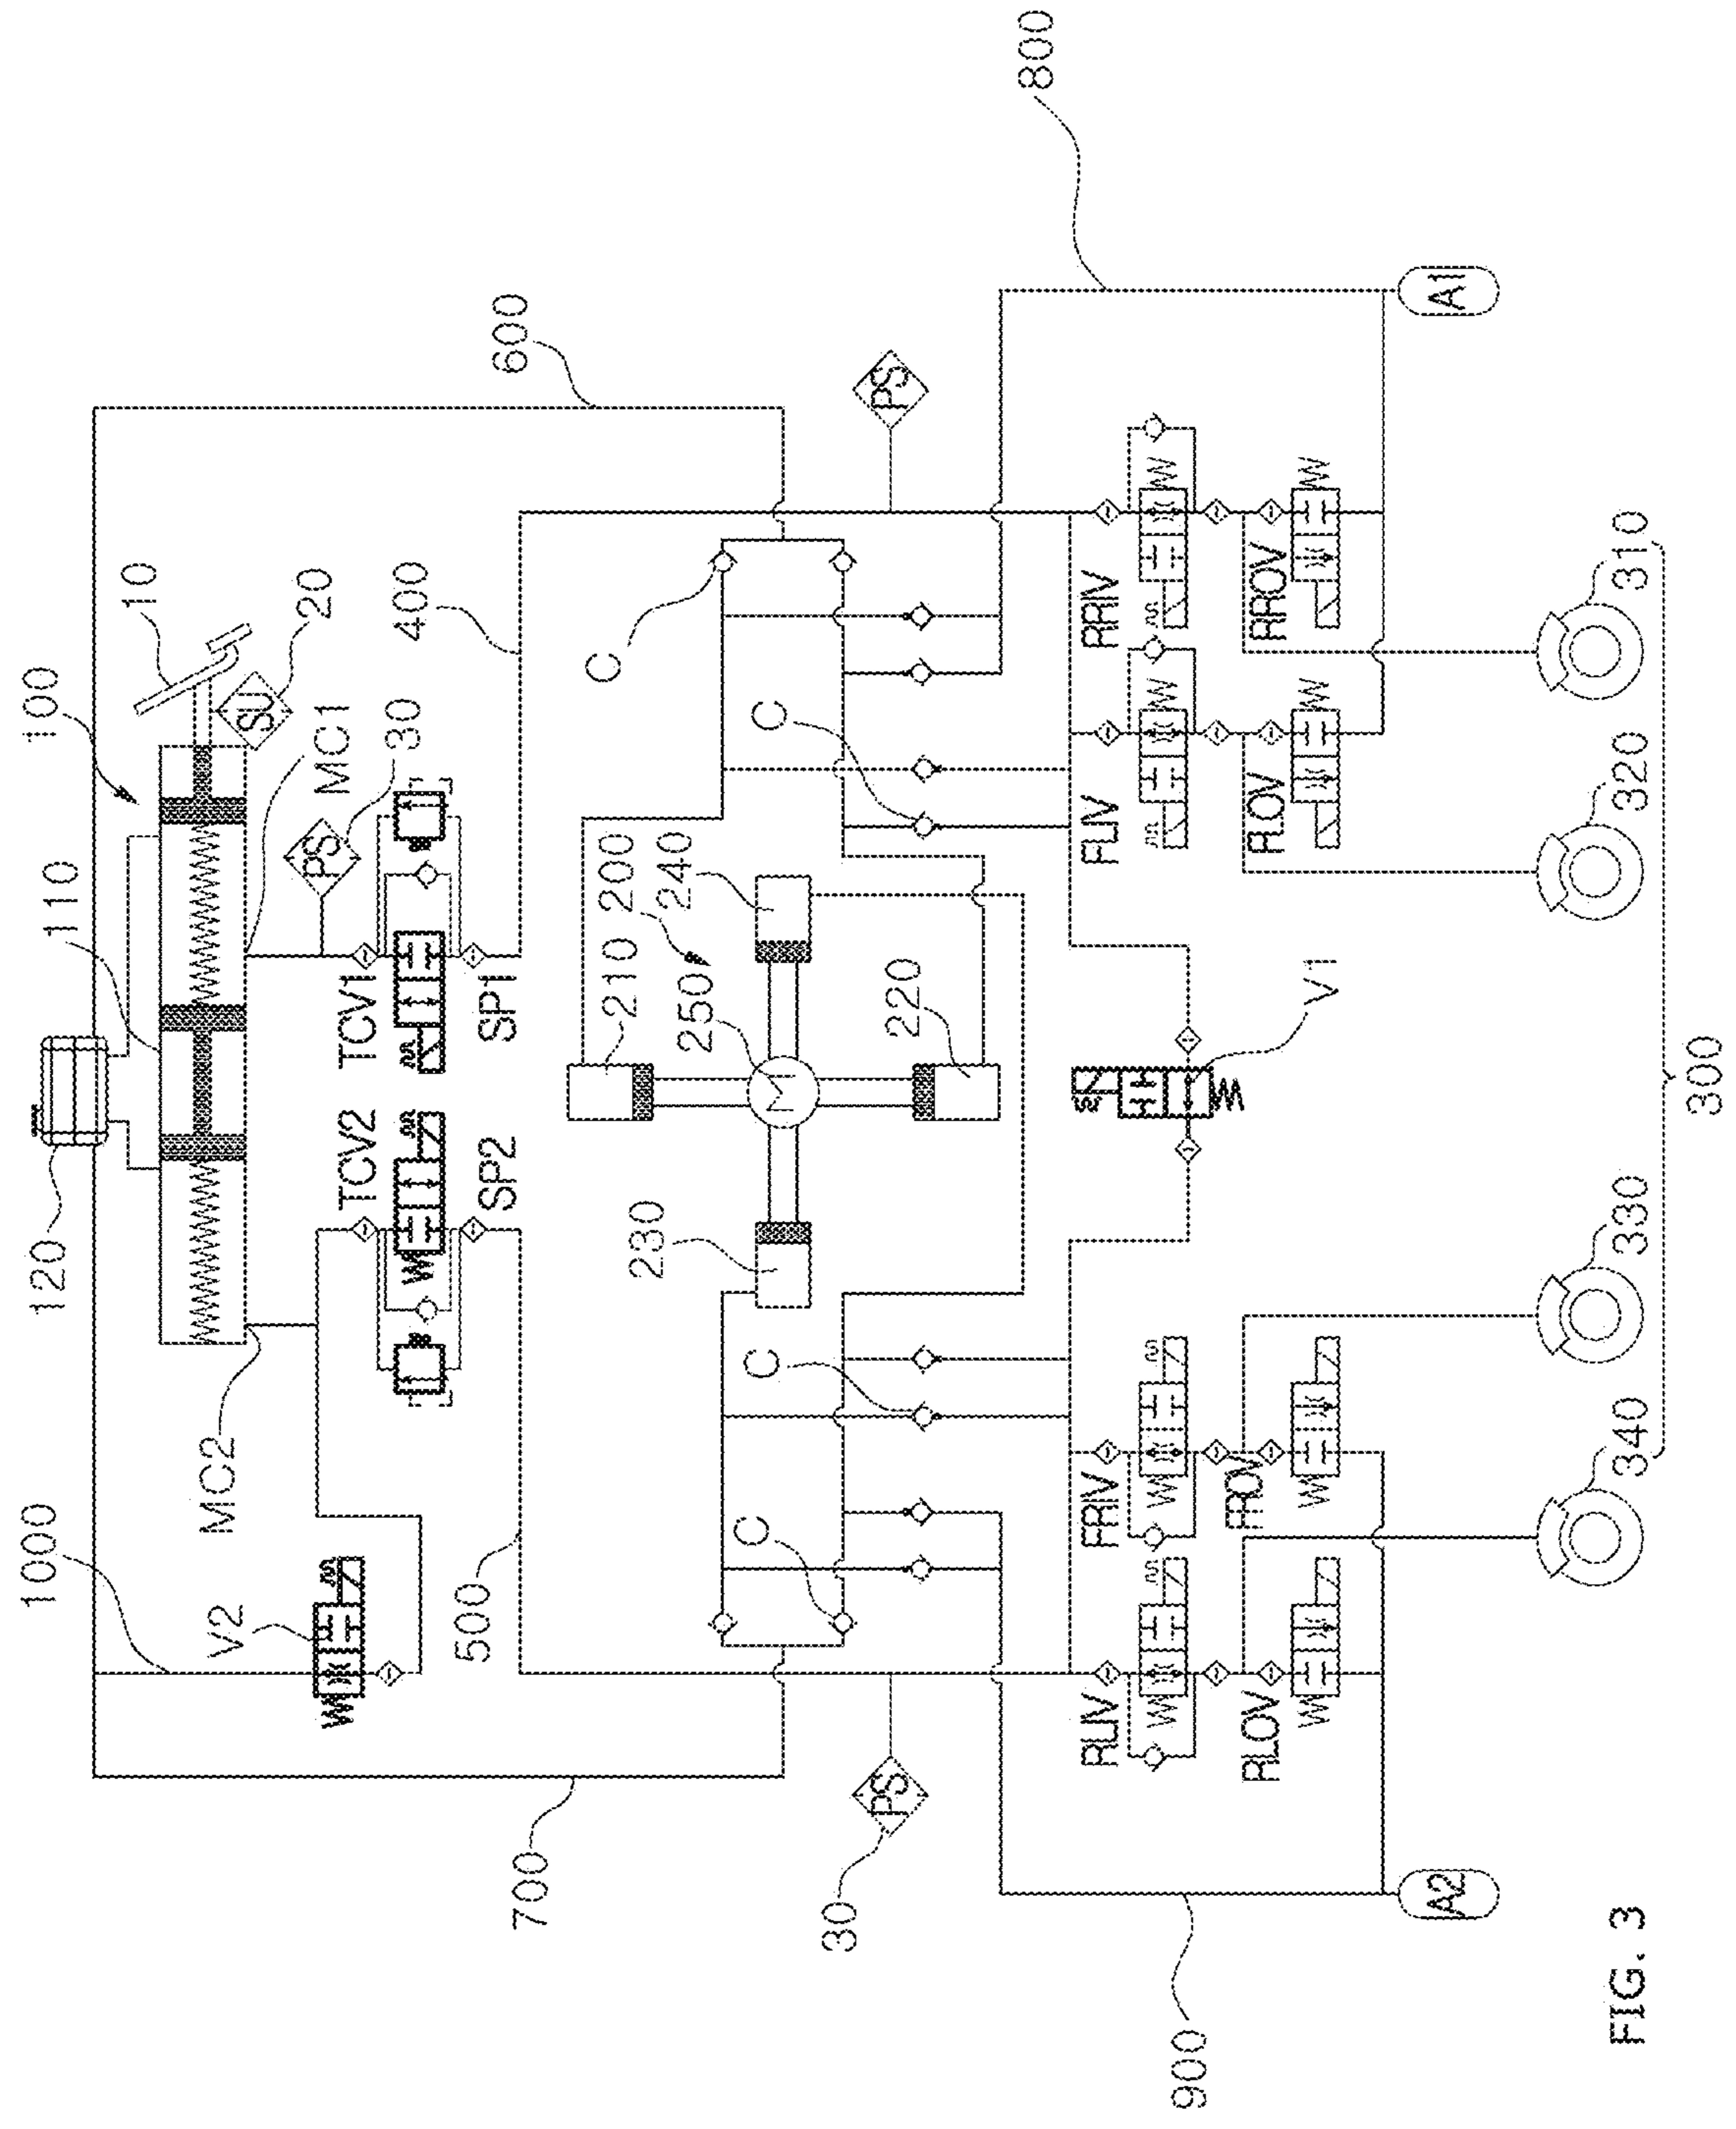 1000
120
110
100
10
V2
MC2
SU
20
PS
MC1
30
TCV2
TCV1
400
500
SP2
SP1
600
700
C
210
200
230
250
240
C
C
C
M
30
PS
220
PS
800
RLIV
FRIV
FLIV
RRIV
900
RLOV
FROV
FLOV
RROV
V1
A2
A1
FIG. 3
340
330
320
310
300